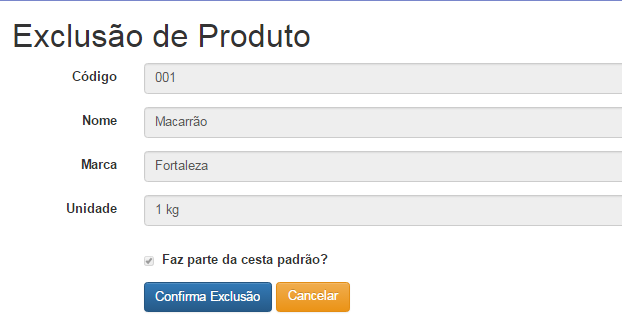 Exclusão de Produto
Código 001
Nome Macarrão
Marca Fortaleza
Unidade 1 kg
Faz parte da cesta padrão?
Confirma Exclusão Cancelar